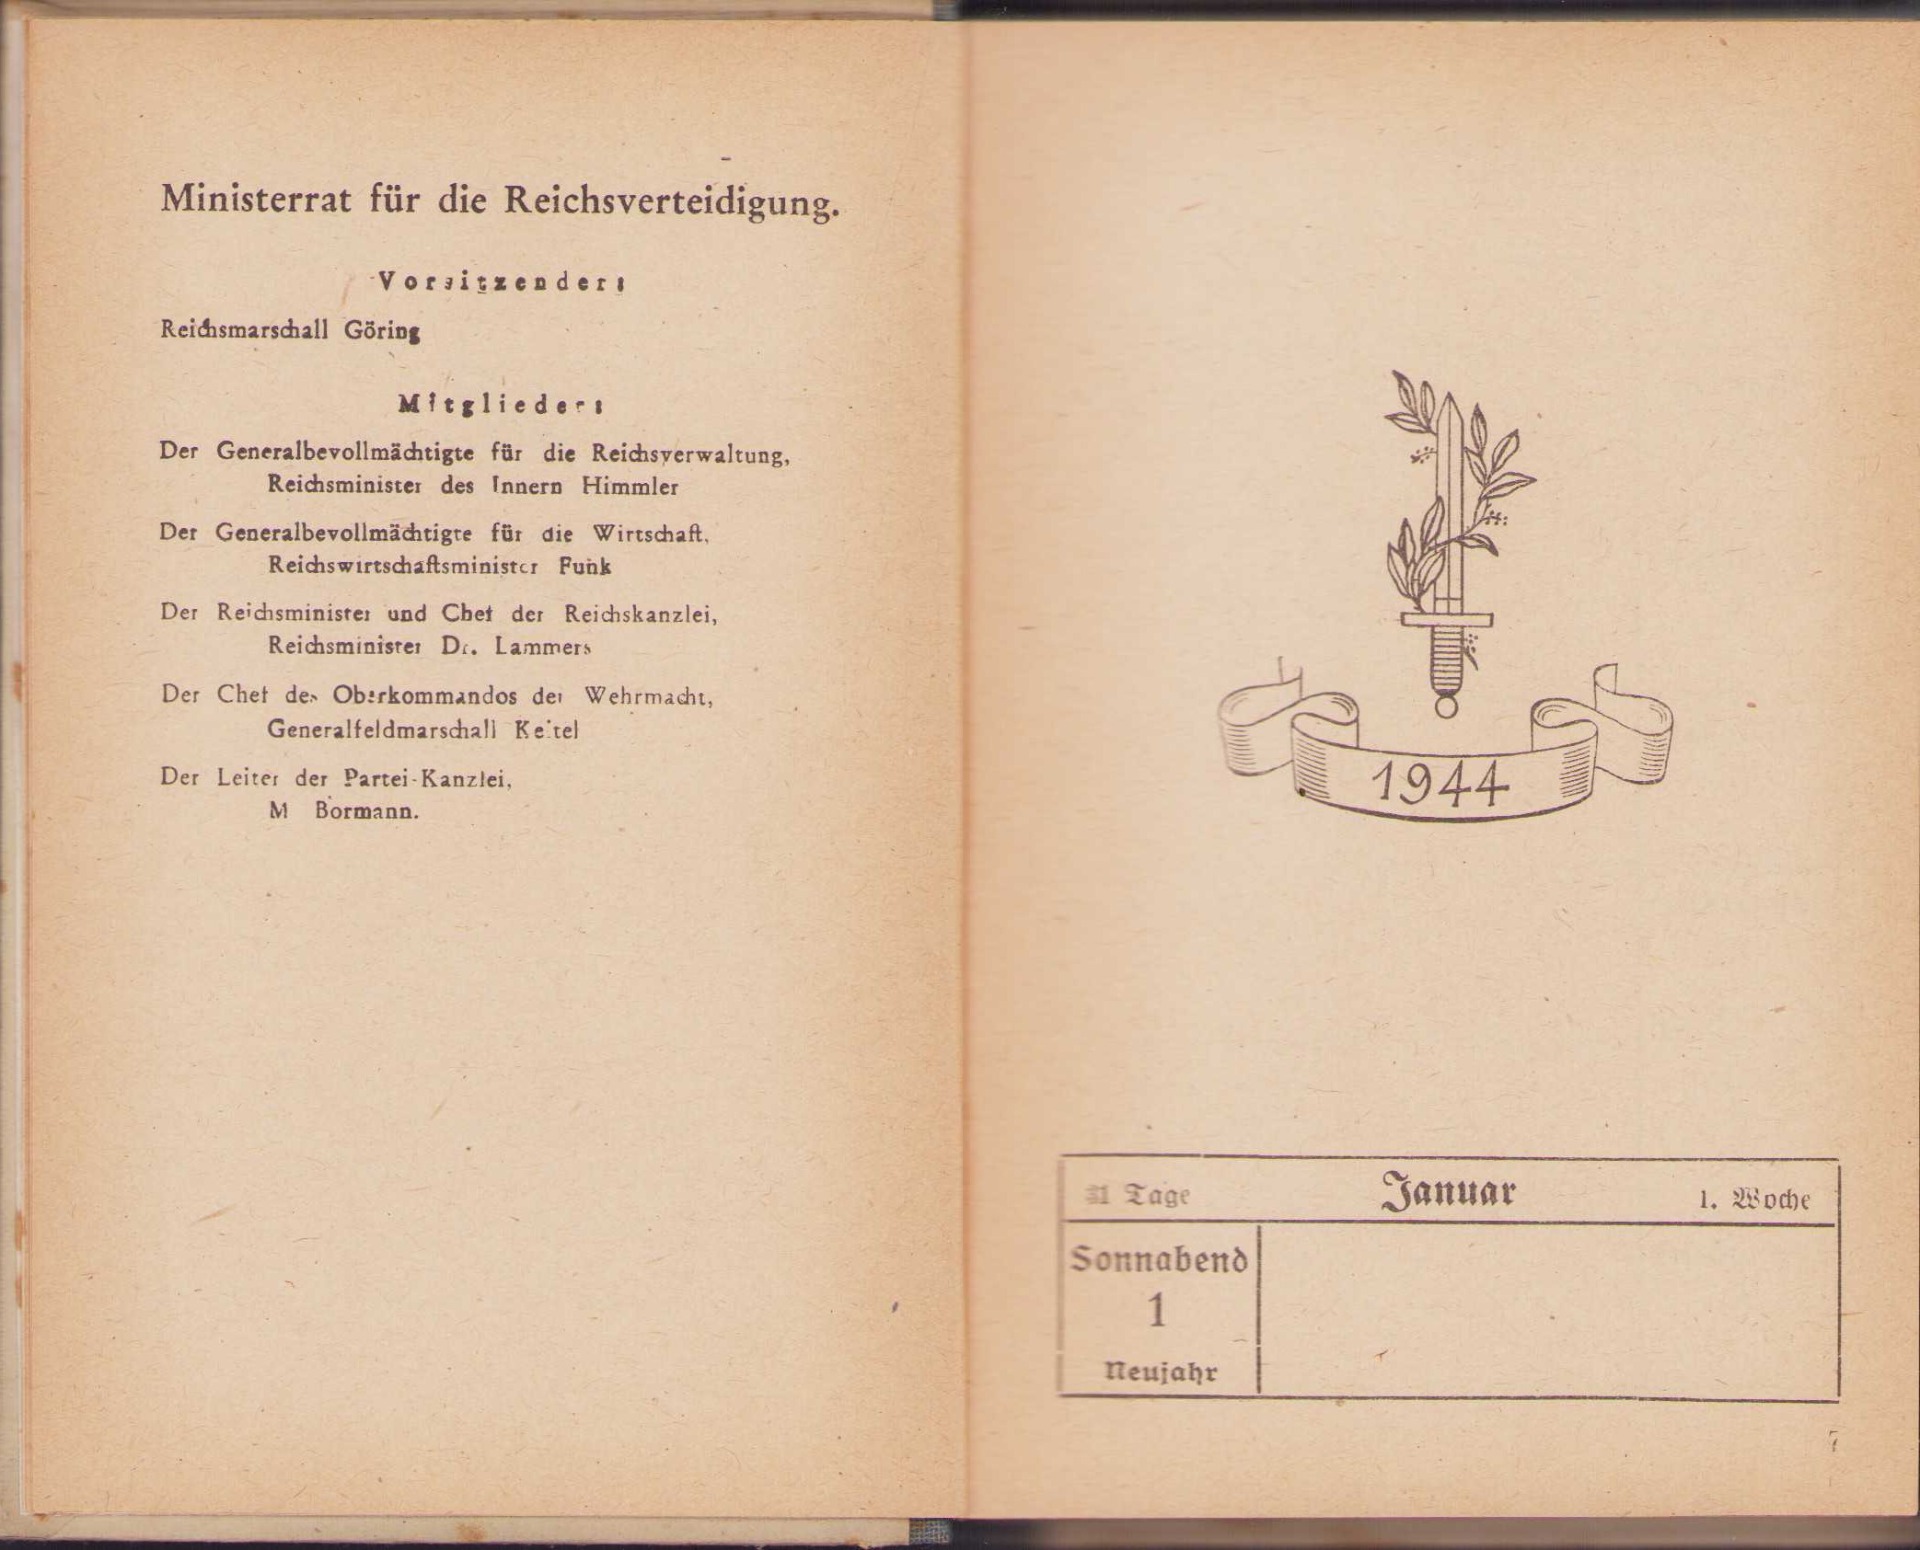 Ministerrat für die Reichsverteidigung.
Vorsitzender:
Reichsmarschall Göring
Mitglieder:
Der Generalbevollmächtigte für die Reichsverwaltung,
Reichsminister des Innern Himmler
Der Generalbevollmächtigte für die Wirtschaft,
Reichswirtschaftsminister Funk
Der Reichsminister und Chef der Reichskanzlei,
Reichsminister Dr. Lammers
Der Chef des Oberkommandos der Wehrmacht,
Generalfeldmarschall Keitel
Der Leiter der Partei-Kanzlei,
M Bormann.
1944
31 Tage Januar 1. Woche
Sonnabend
1
Neujahr
7